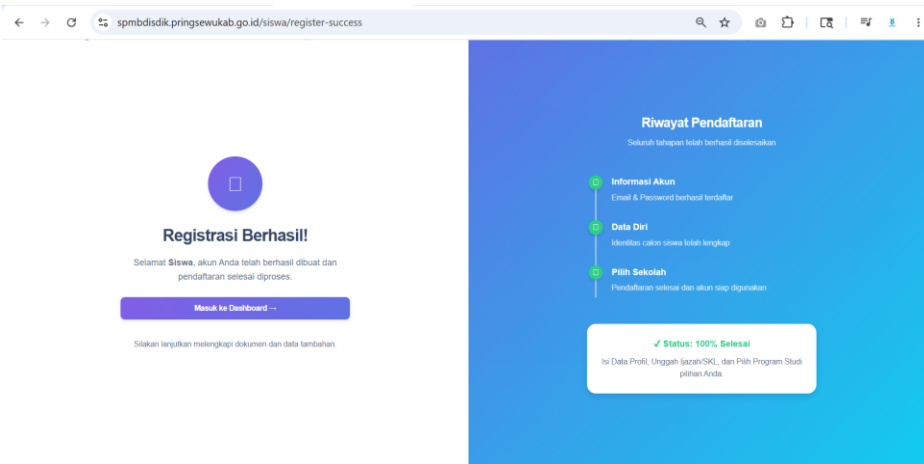 spmbdisdik.pringsewukab.go.id/siswa/register-success
Registrasi Berhasil!
Selamat Siswa, akun Anda telah berhasil dibuat dan
pendaftaran selesai diproses.
Masuk ke Dashboard →
Silakan lanjutkan melengkapi dokumen dan data tambahan.
Riwayat Pendaftaran
Seluruh tahapan telah berhasil diselesaikan
Informasi Akun
Email & Password berhasil terdaftar
Data Diri
Identitas calon siswa telah lengkap
Pilih Sekolah
Pendaftaran selesai dan akun siap digunakan
✓ Status: 100% Selesai
Isi Data Profil, Unggah Ijazah/SKL, dan Pilih Program Studi
pilihan Anda.